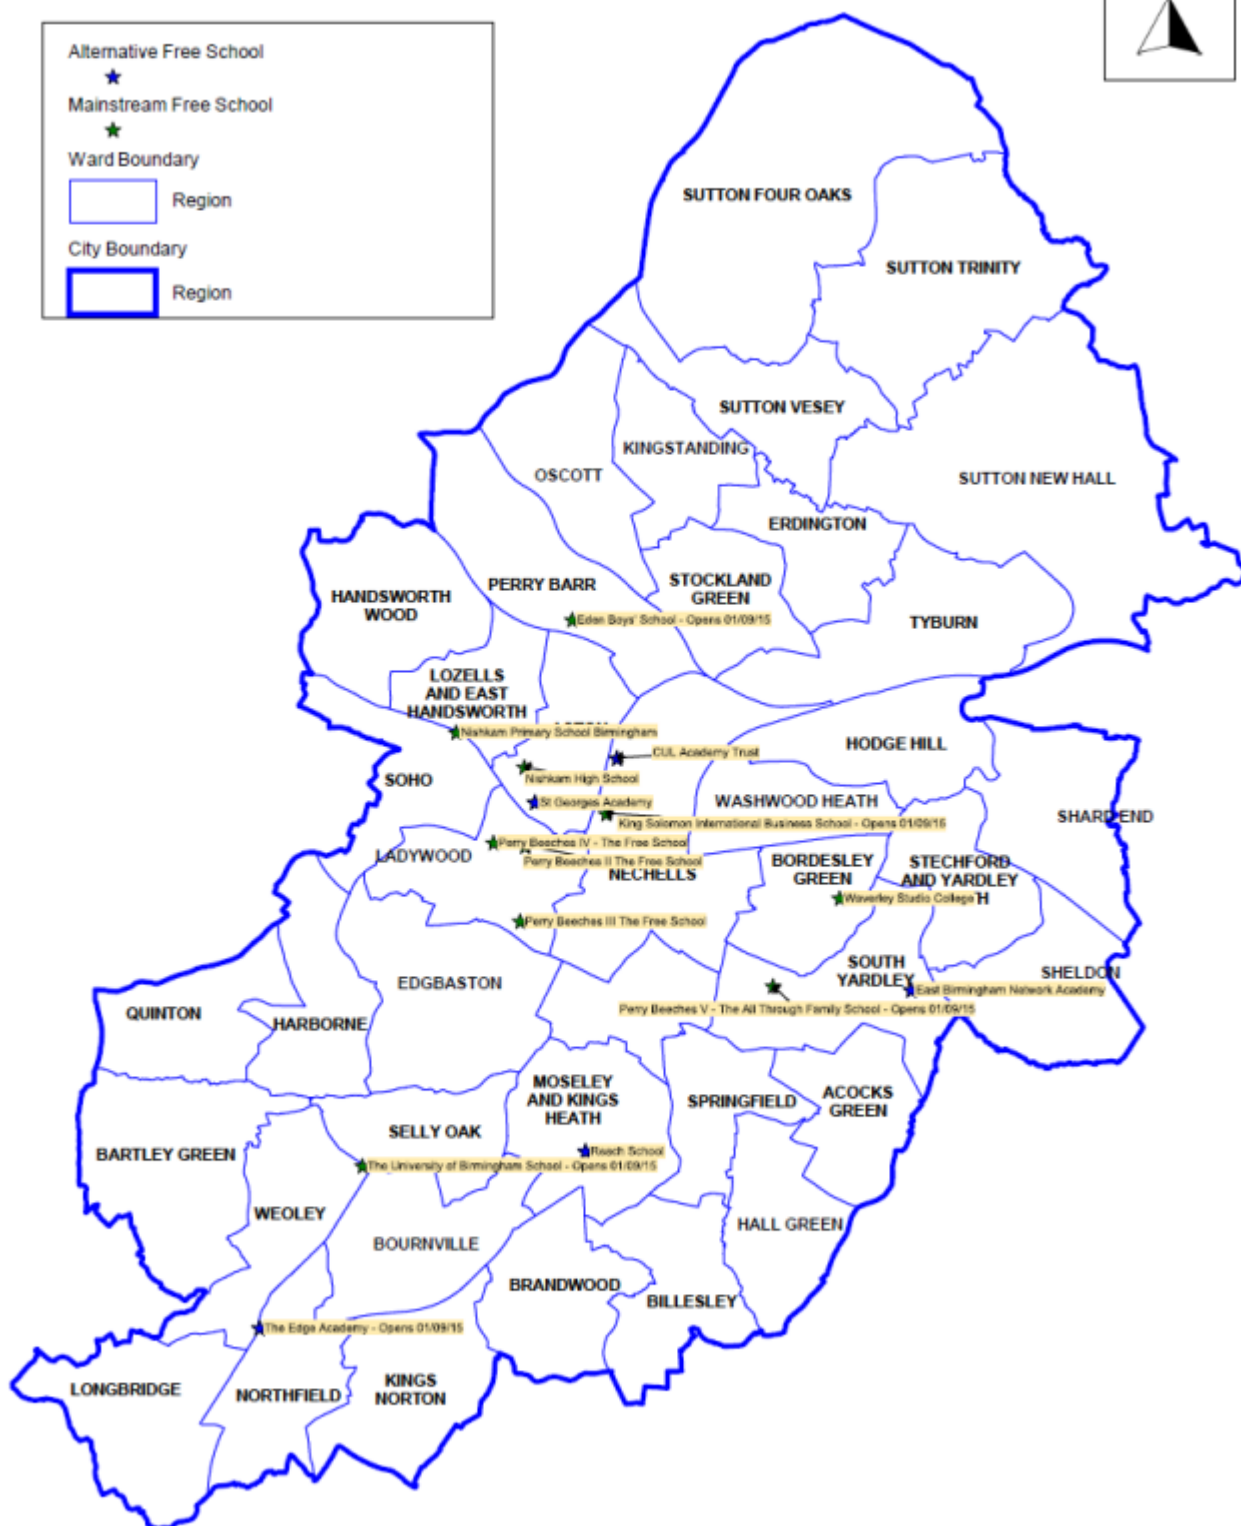 Alternative Free School
Mainstream Free School
Ward Boundary
Region
City Boundary
Region
SUTTON FOUR OAKS
SUTTON TRINITY
SUTTON VESEY
KINGSTANDING
OSCOTT
SUTTON NEW HALL
ERDINGTON
STOCKLAND
GREEN
PERRY BARR
HANDSWORTH
WOOD
Eden Boys' School - Opens 01/09/15
TYBURN
LOZELLS
AND EAST
HANDSWORTH
Nishkam Primary School Birmingham
HODGE HILL
CUL Academy Trust
SOHO
Nishkam High School
St Georges Academy
WASHWOOD HEATH
SHARD END
King Solomon International Business School - Opens 01/09/15
Perry Beeches IV - The Free School
LADYWOOD
Perry Beeches II The Free School
NECHELLS
BORDESLEY
GREEN
STECHFORD
AND YARDLEY
Waverley Studio College
Perry Beeches III The Free School
SOUTH
YARDLEY
SHELDON
EDGBASTON
East Birmingham Network Academy
Perry Beeches V - The All Through Family School - Opens 01/09/15
QUINTON
HARBORNE
MOSELEY
AND KINGS
HEATH
SPRINGFIELD
ACOCKS
GREEN
SELLY OAK
BARTLEY GREEN
Reach School
The University of Birmingham School - Opens 01/09/15
WEOLEY
HALL GREEN
BOURNVILLE
BRANDWOOD
BILLESLEY
The Edge Academy - Opens 01/09/15
LONGBRIDGE
NORTHFIELD
KINGS
NORTON